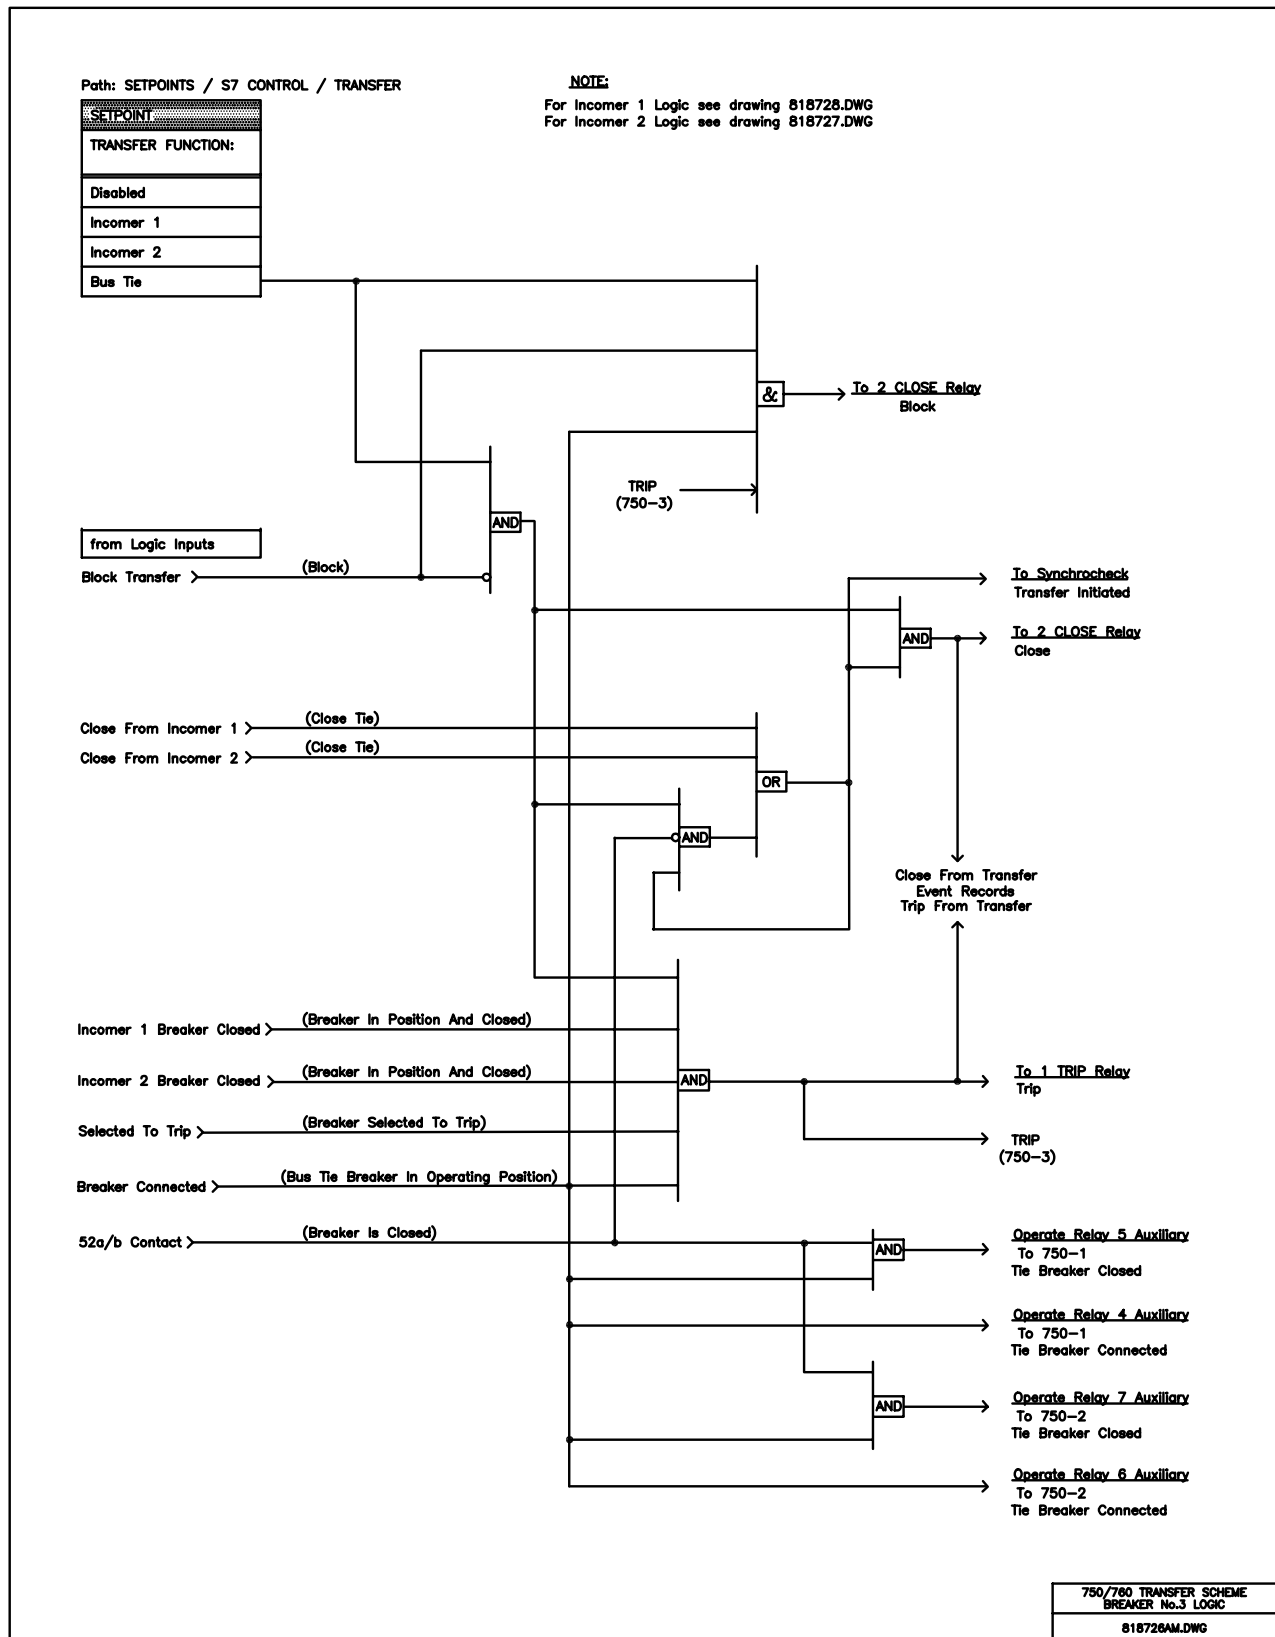 Path: SETPOINTS / S7 CONTROL / TRANSFER
NOTE:
For Incomer 1 Logic see drawing 818728.DWG
For Incomer 2 Logic see drawing 818727.DWG
SETPOINT
TRANSFER FUNCTION:
Disabled
Incomer 1
Incomer 2
Bus Tie
&
To 2 CLOSE Relay
Block
TRIP
(750-3)
AND
from Logic Inputs
Block Transfer
(Block)
To Synchrocheck
Transfer Initiated
AND
To 2 CLOSE Relay
Close
Close From Incomer 1
(Close Tie)
Close From Incomer 2
(Close Tie)
OR
AND
Close From Transfer
Event Records
Trip From Transfer
Incomer 1 Breaker Closed
(Breaker In Position And Closed)
Incomer 2 Breaker Closed
(Breaker In Position And Closed)
AND
To 1 TRIP Relay
Trip
Selected To Trip
(Breaker Selected To Trip)
TRIP
(750-3)
Breaker Connected
(Bus Tie Breaker In Operating Position)
52a/b Contact
(Breaker Is Closed)
AND
Operate Relay 5 Auxiliary
To 750-1
Tie Breaker Closed
Operate Relay 4 Auxiliary
To 750-1
Tie Breaker Connected
AND
Operate Relay 7 Auxiliary
To 750-2
Tie Breaker Closed
Operate Relay 6 Auxiliary
To 750-2
Tie Breaker Connected
750/760 TRANSFER SCHEME
BREAKER No.3 LOGIC
818726AM.DWG